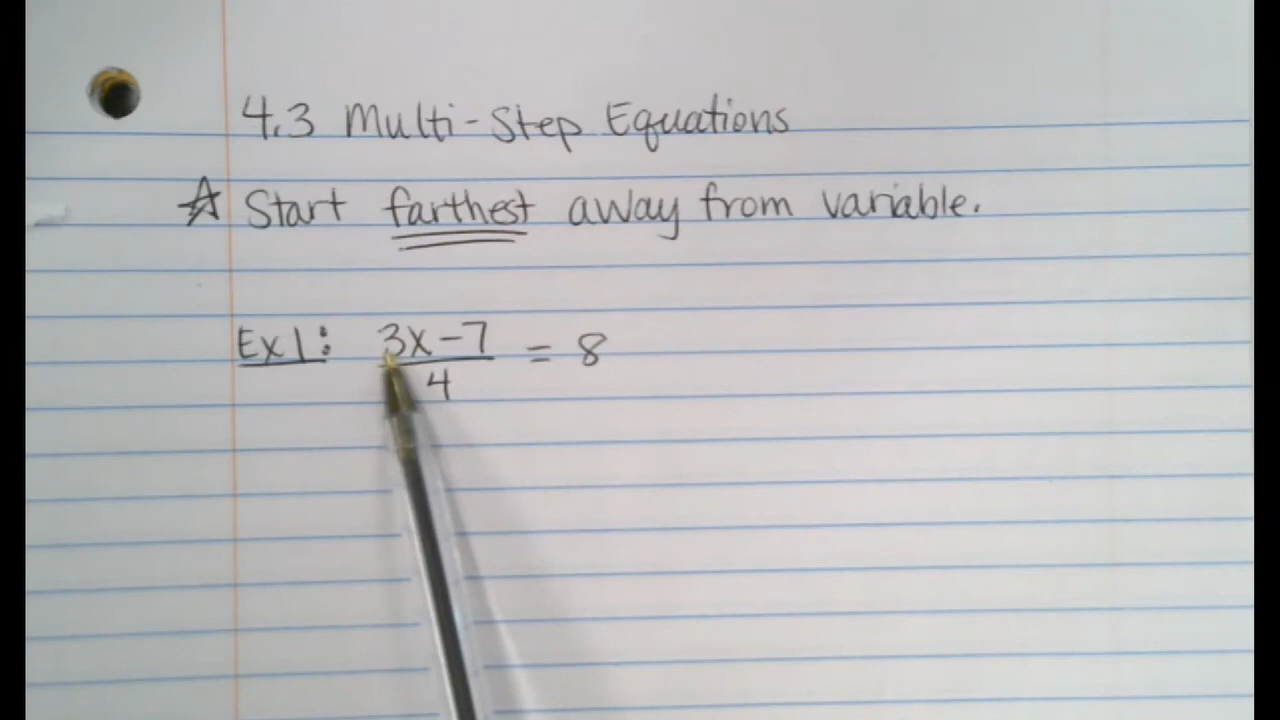 4.3 Multi-Step Equations
☆ Start farthest away from variable.
Ex 1: 3x-7
4 = 8